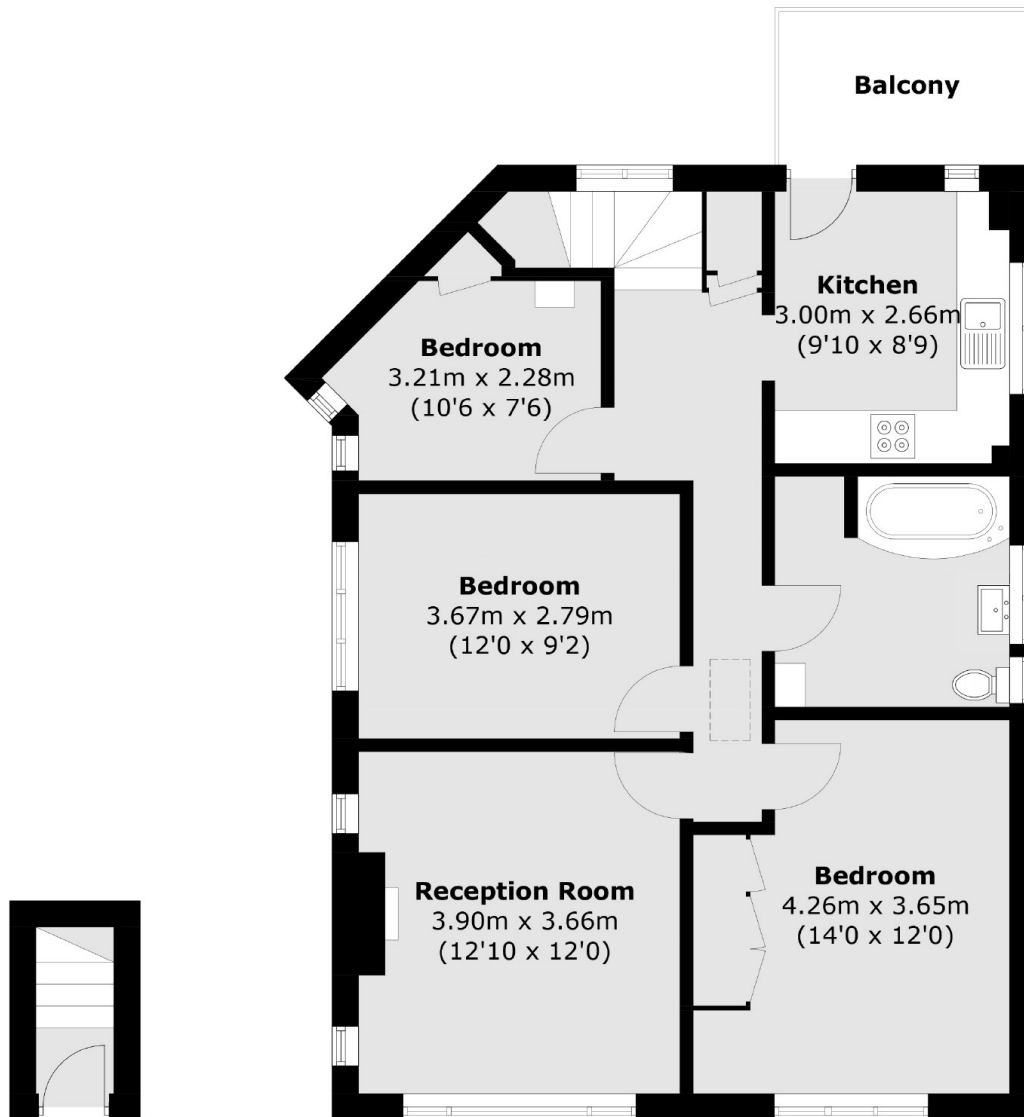 Balcony
Kitchen
3.00m x 2.66m
(9'10 x 8'9)
Bedroom
3.21m x 2.28m
(10'6 x 7'6)
Bedroom
3.67m x 2.79m
(12'0 x 9'2)
Reception Room
3.90m x 3.66m
(12'10 x 12'0)
Bedroom
4.26m x 3.65m
(14'0 x 12'0)